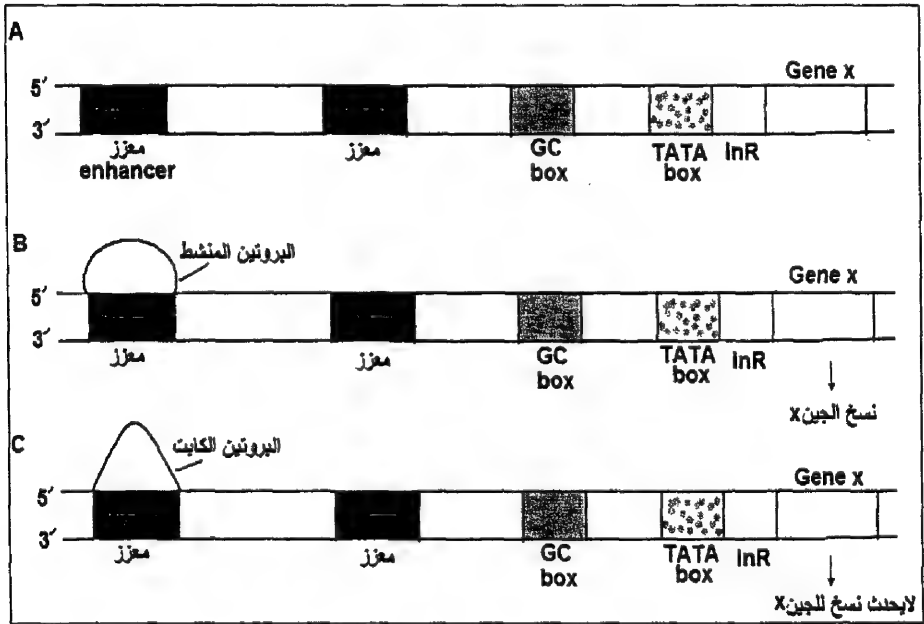 A
Gene x
5′
3′
معزز enhancer
معزز
GC box
TATA box
InR
B
البروتين المنشط
Gene x
5′
3′
معزز
معزز
GC box
TATA box
InR
نسخ الجينx
C
البروتين الكابت
Gene x
5′
3′
معزز
معزز
GC box
TATA box
InR
لايحدث نسخ للجينx